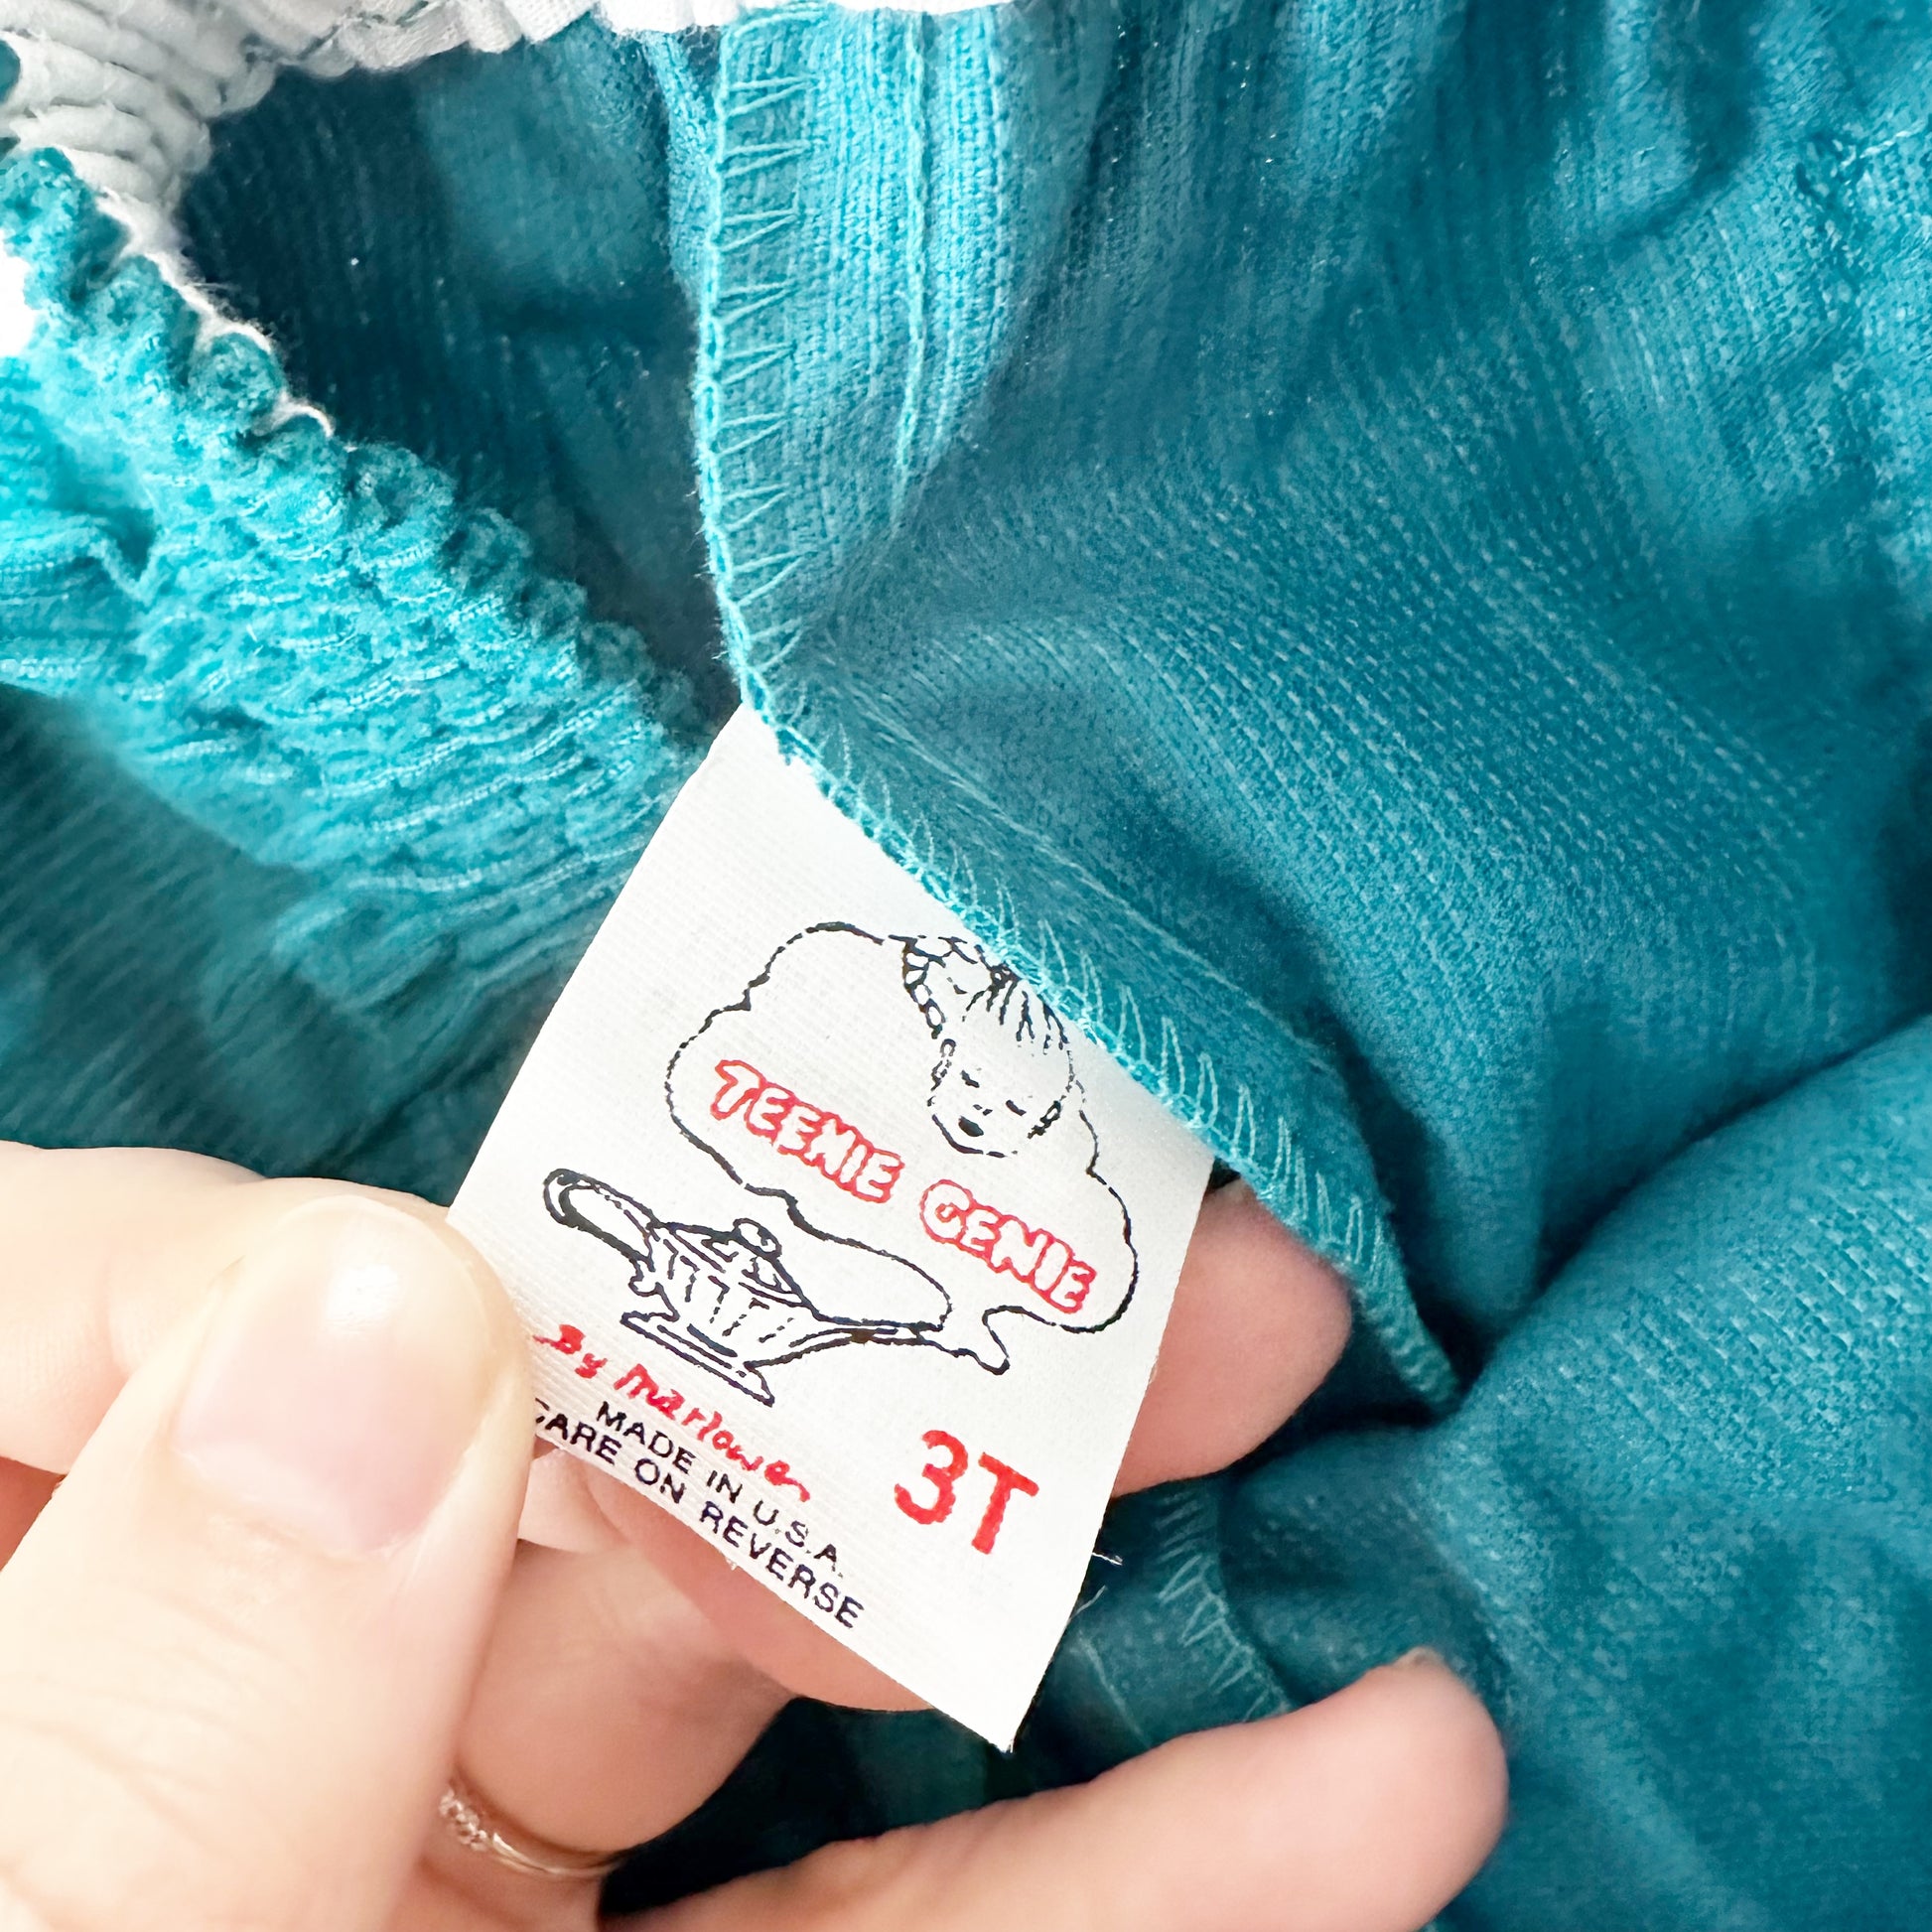 TEENIE GENIE
By marlowe
MADE IN U.S.A.
CARE ON REVERSE
3T